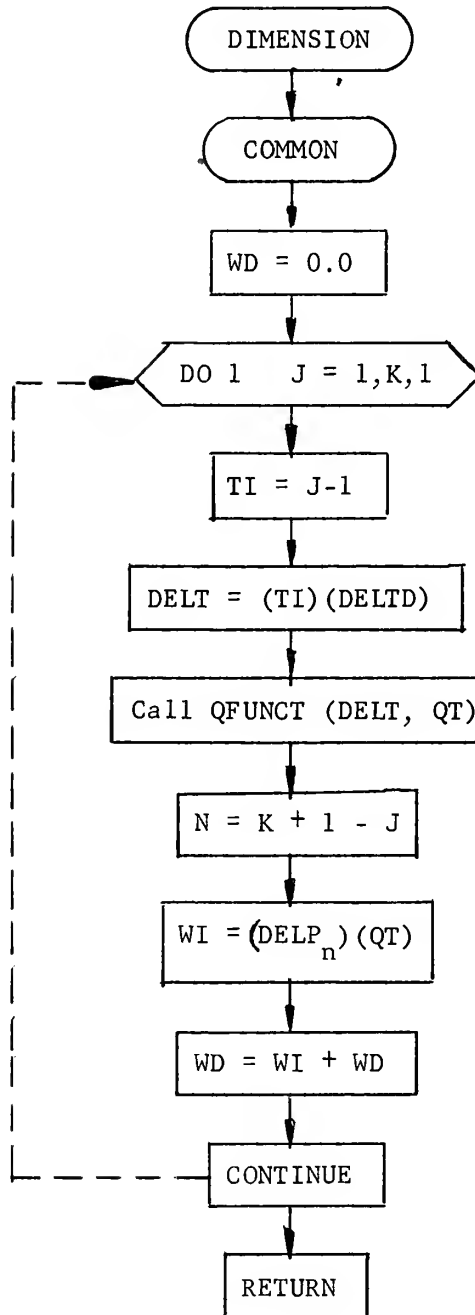 DIMENSION
COMMON
WD = 0.0
DO 1 J = 1,K,1
TI = J-1
DELT = (TI)(DELTD)
Call QFUNCT (DELT, QT)
N = K + 1 - J
WI = (DELPn)(QT)
WD = WI + WD
CONTINUE
RETURN